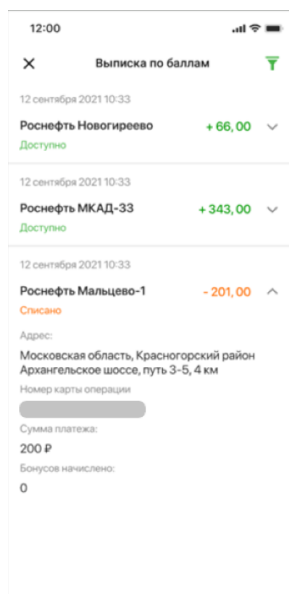 12:00
Выписка по баллам
12 сентября 2021 10:33
Роснефть Новогиреево + 66,00
Доступно
12 сентября 2021 10:33
Роснефть МКАД-33 + 343,00
Доступно
12 сентября 2021 10:33
Роснефть Мальцево-1 - 201,00
Списано
Адрес:
Московская область, Красногорский район
Архангельское шоссе, путь 3-5, 4 км
Номер карты операции
Сумма платежа:
200 ₽
Бонусов начислено:
0